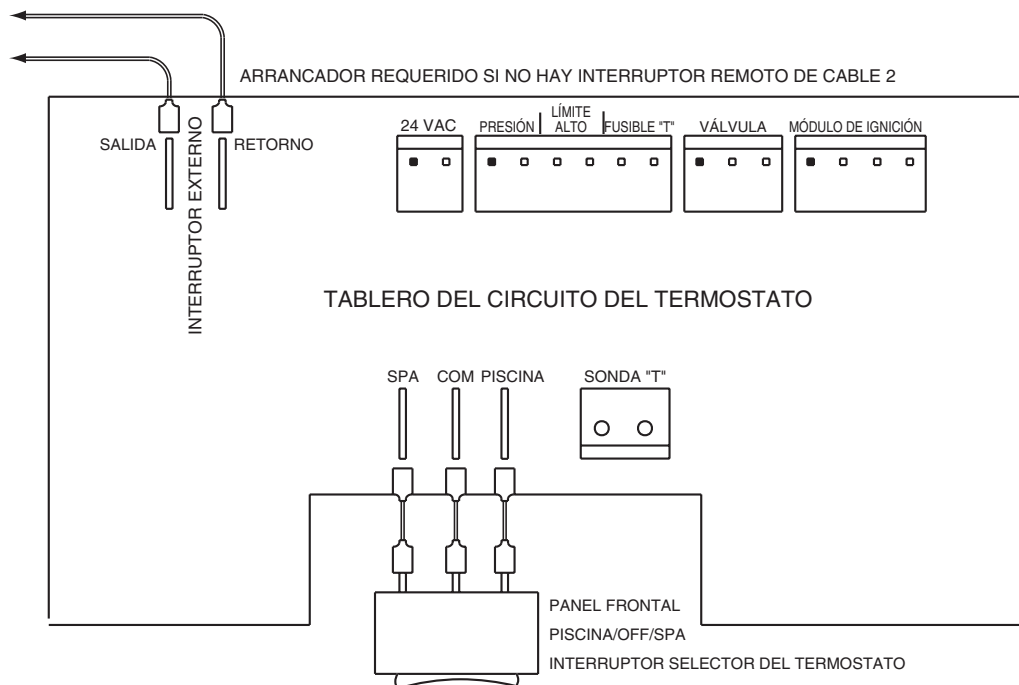 ARRANCADOR REQUERIDO SI NO HAY INTERRUPTOR REMOTO DE CABLE 2
SALIDA
INTERRUPTOR EXTERNO
RETORNO
24 VAC
PRESIÓN
LÍMITE
ALTO
FUSIBLE "T"
VÁLVULA
MÓDULO DE IGNICIÓN
TABLERO DEL CIRCUITO DEL TERMOSTATO
SPA
COM
PISCINA
SONDA "T"
PANEL FRONTAL
PISCINA/OFF/SPA
INTERRUPTOR SELECTOR DEL TERMOSTATO